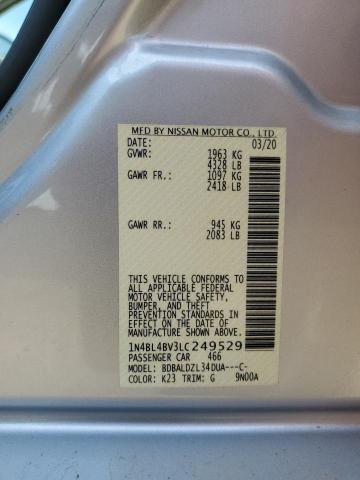 MFD BY NISSAN MOTOR CO., LTD.
DATE: 03/20
GVWR: 1963 KG
4328 LB
GAWR FR.: 1097 KG
2418 LB
GAWR RR.: 945 KG
2083 LB
THIS VEHICLE CONFORMS TO
ALL APPLICABLE FEDERAL
MOTOR VEHICLE SAFETY,
BUMPER, AND THEFT
PREVENTION STANDARDS
IN EFFECT ON THE DATE OF
MANUFACTURE SHOWN ABOVE.
1N4BL4BV3LC249529
PASSENGER CAR 466
MODEL: BDBALDZL34DUA---C-
COLOR: K23 TRIM: G 9N00A